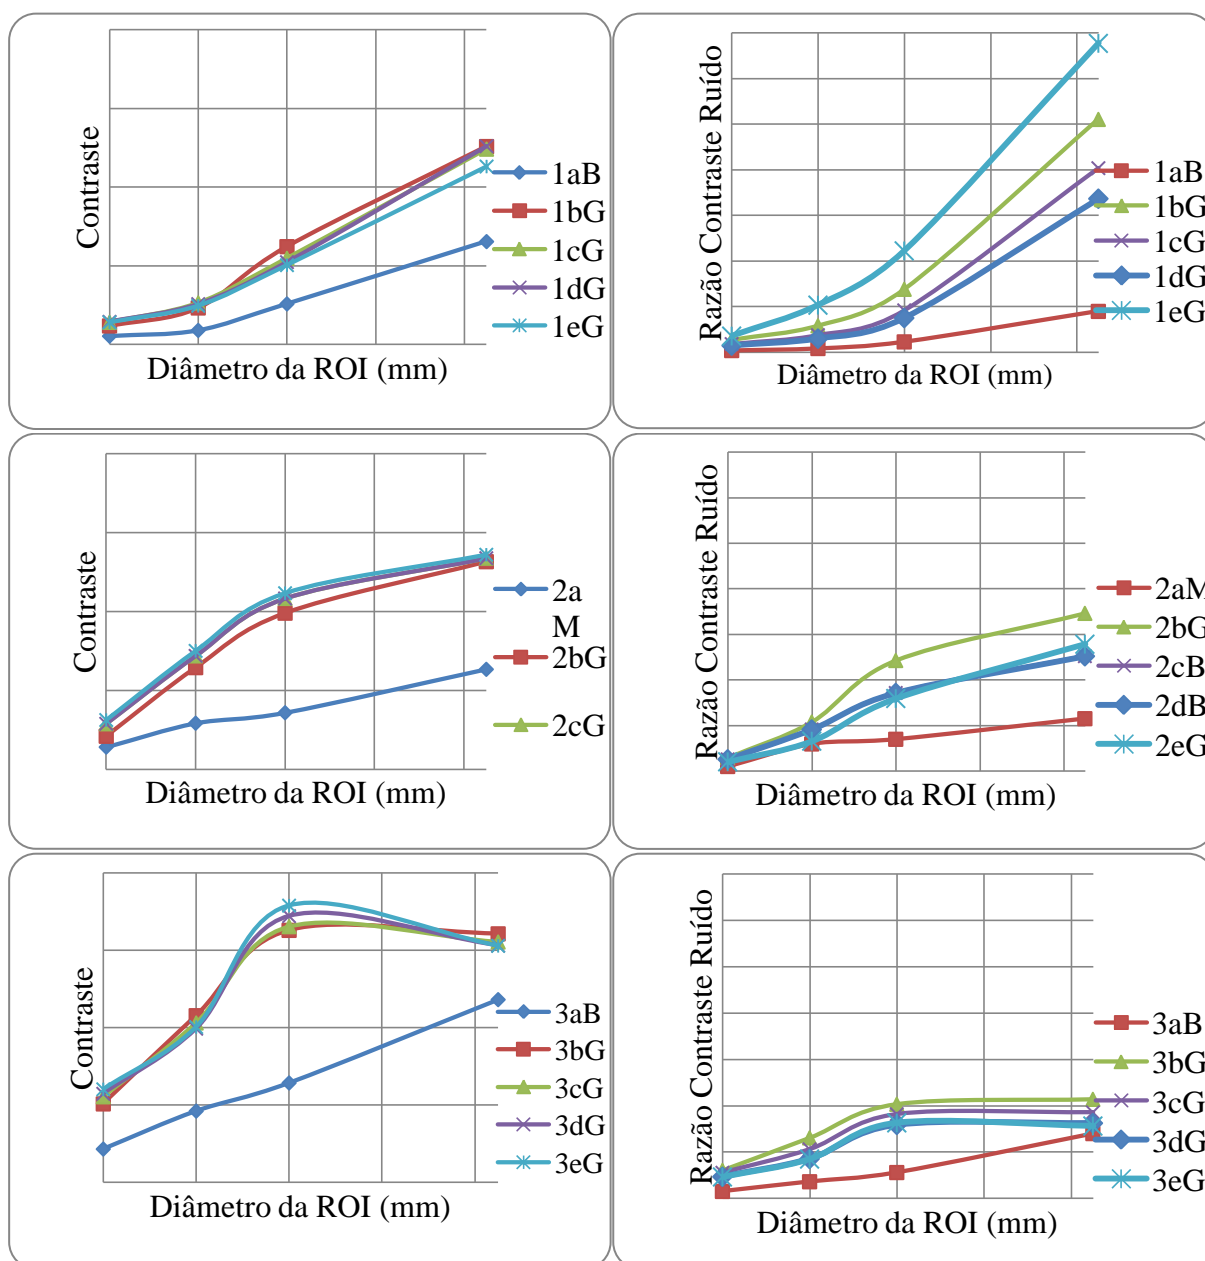 Contraste
1aB
1bG
1cG
1dG
1eG
Diâmetro da ROI (mm)
Razão Contraste Ruído
1aB
1bG
1cG
1dG
1eG
Diâmetro da ROI (mm)
Contraste
2a
M
2bG
2cG
Diâmetro da ROI (mm)
Razão Contraste Ruído
2aM
2bG
2cB
2dB
2eG
Diâmetro da ROI (mm)
Contraste
3aB
3bG
3cG
3dG
3eG
Diâmetro da ROI (mm)
Razão Contraste Ruído
3aB
3bG
3cG
3dG
3eG
Diâmetro da ROI (mm)